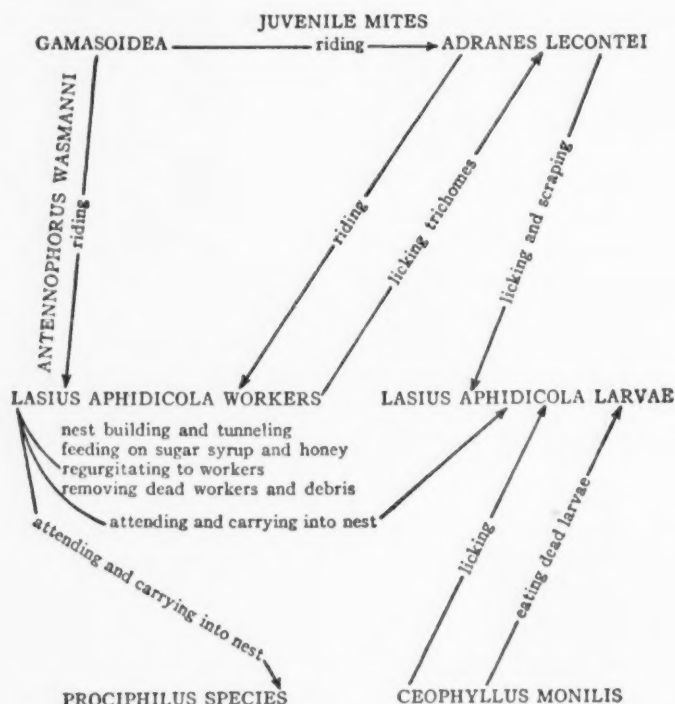 JUVENILE MITES
GAMASOIDEA riding ADRANES LECONTEI
ANTENNOPHORUS WASMANNI
riding
riding
licking trichomes
licking and scraping
LASIUS APHIDICOLA WORKERS LASIUS APHIDICOLA LARVAE
nest building and tunneling
feeding on sugar syrup and honey
regurgitating to workers
removing dead workers and debris
attending and carrying into nest
attending and carrying into nest
licking
eating dead larvae
PROCIPHILUS SPECIES CEOPHYLLUS MONILIS